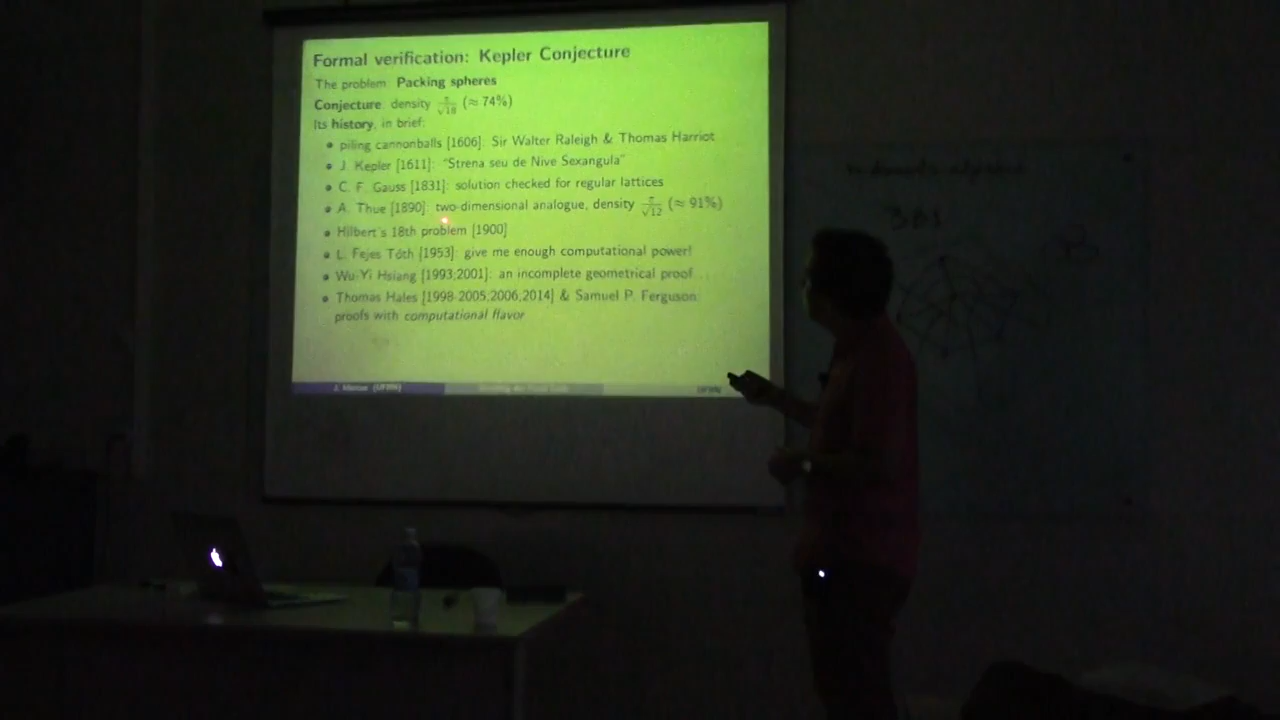 Formal verification: Kepler Conjecture
The problem: Packing spheres
Conjecture: density π/√18 (≈ 74%)
Its history, in brief:
• piling cannonballs [1606]: Sir Walter Raleigh & Thomas Harriot
• J. Kepler [1611]: “Strena seu de Nive Sexangula”
• C. F. Gauss [1831]: solution checked for regular lattices
• A. Thue [1890]: two-dimensional analogue, density π/√12 (≈ 91%)
• Hilbert's 18th problem [1900]
• L. Fejes Tóth [1953]: give me enough computational power!
• Wu-Yi Hsiang [1993;2001]: an incomplete geometrical proof...
• Thomas Hales [1998-2005;2006;2014] & Samuel P. Ferguson:
proofs with computational flavor
(UFRN)
UFRN
381